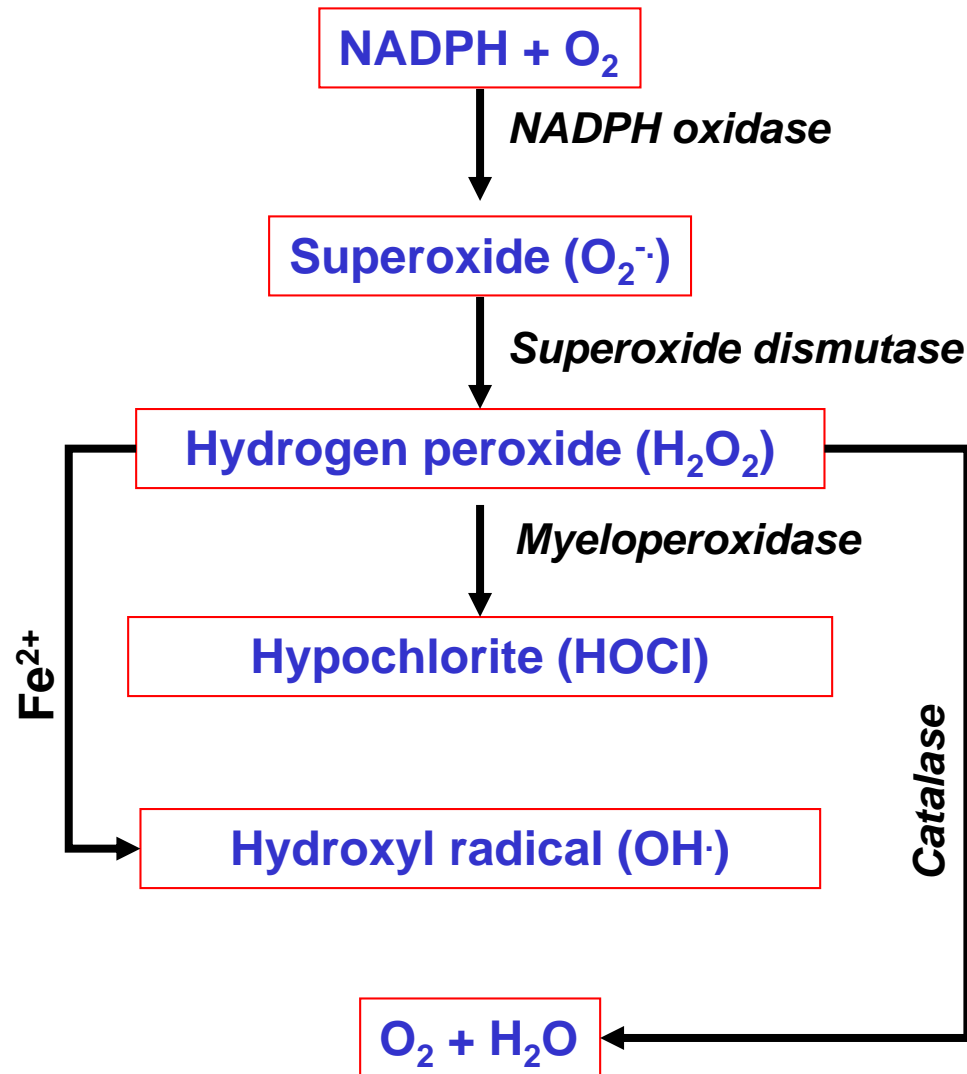 NADPH + O₂
NADPH oxidase
Superoxide (O₂⁻·)
Superoxide dismutase
Hydrogen peroxide (H₂O₂)
Myeloperoxidase
Hypochlorite (HOCl)
Fe²⁺
Catalase
Hydroxyl radical (OH·)
O₂ + H₂O